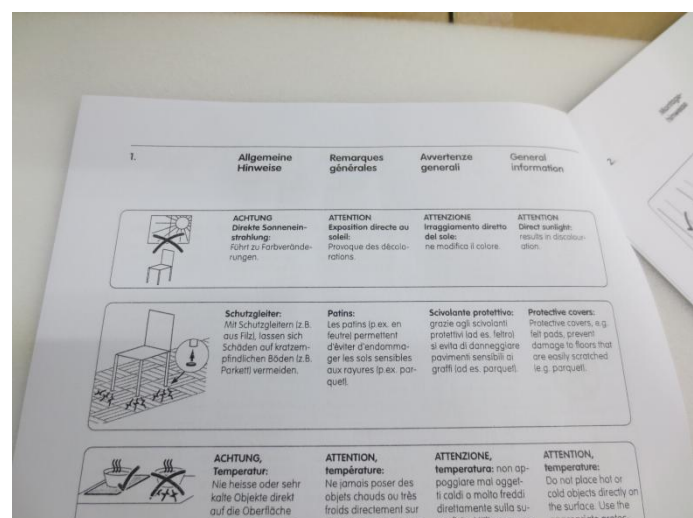 1.
Allgemeine
Hinweise
Remarques
générales
Avvertenze
generali
General
information
2.
ACHTUNG
Direkte Sonnenein-
strahlung:
Führt zu Farbverände-
rungen.
ATTENTION
Exposition directe au
soleil:
Provoque des décolo-
rations.
ATTENZIONE
Irraggiamento diretto
del sole:
ne modifica il colore.
ATTENTION
Direct sunlight:
results in discolour-
ation.
Schutzgleiter:
Mit Schutzgleitern (z.B.
aus Filz), lassen sich
Schäden auf kratzem-
pfindlichen Böden (z.B.
Parkett) vermeiden.
Patins:
Les patins (p.ex. en
feutre) permettent
d'éviter d'endomma-
ger les sols sensibles
aux rayures (p.ex. par-
quet).
Scivolante protettivo:
grazie agli scivolanti
protettivi (ad es. feltro)
si evita di danneggiare
pavimenti sensibili ai
graffi (ad es. parquet).
Protective covers:
Protective covers, e.g.
felt pads, prevent
damage to floors that
are easily scratched
(e.g. parquet).
ACHTUNG,
Temperatur:
Nie heisse oder sehr
kalte Objekte direkt
auf die Oberfläche
ATTENTION,
température:
Ne jamais poser des
objets chauds ou très
froids directement sur
ATTENZIONE,
temperatura: non ap-
poggiare mai ogget-
ti caldi o molto freddi
direttamente sulla su-
ATTENTION,
temperature:
Do not place hot or
cold objects directly on
the surface. Use the